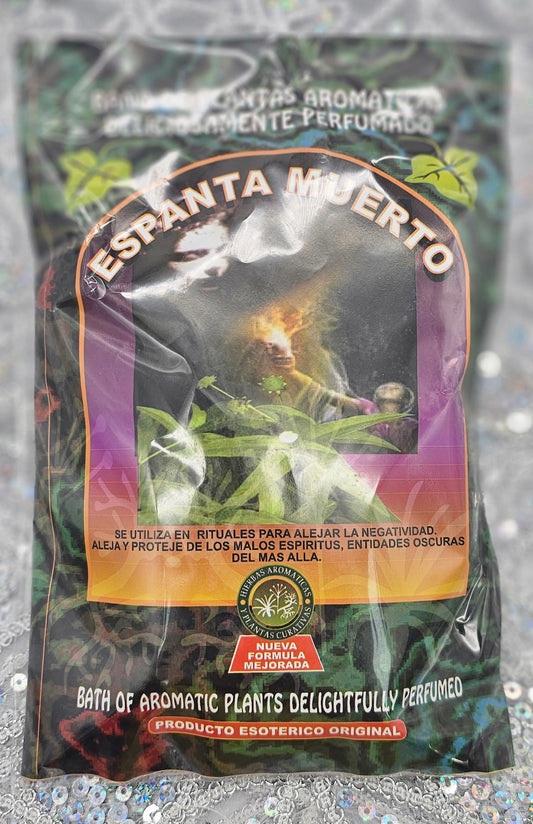 BAÑO DE PLANTAS AROMATICAS
DELICIOSAMENTE PERFUMADO
ESPANTA MUERTO
SE UTILIZA EN RITUALES PARA ALEJAR LA NEGATIVIDAD.
ALEJA Y PROTEJE DE LOS MALOS ESPIRITUS, ENTIDADES OSCURAS
DEL MAS ALLA.
HIERBAS AROMATICAS
Y PLANTAS CURATIVAS
NUEVA
FORMULA
MEJORADA
BATH OF AROMATIC PLANTS DELIGHTFULLY PERFUMED
PRODUCTO ESOTERICO ORIGINAL